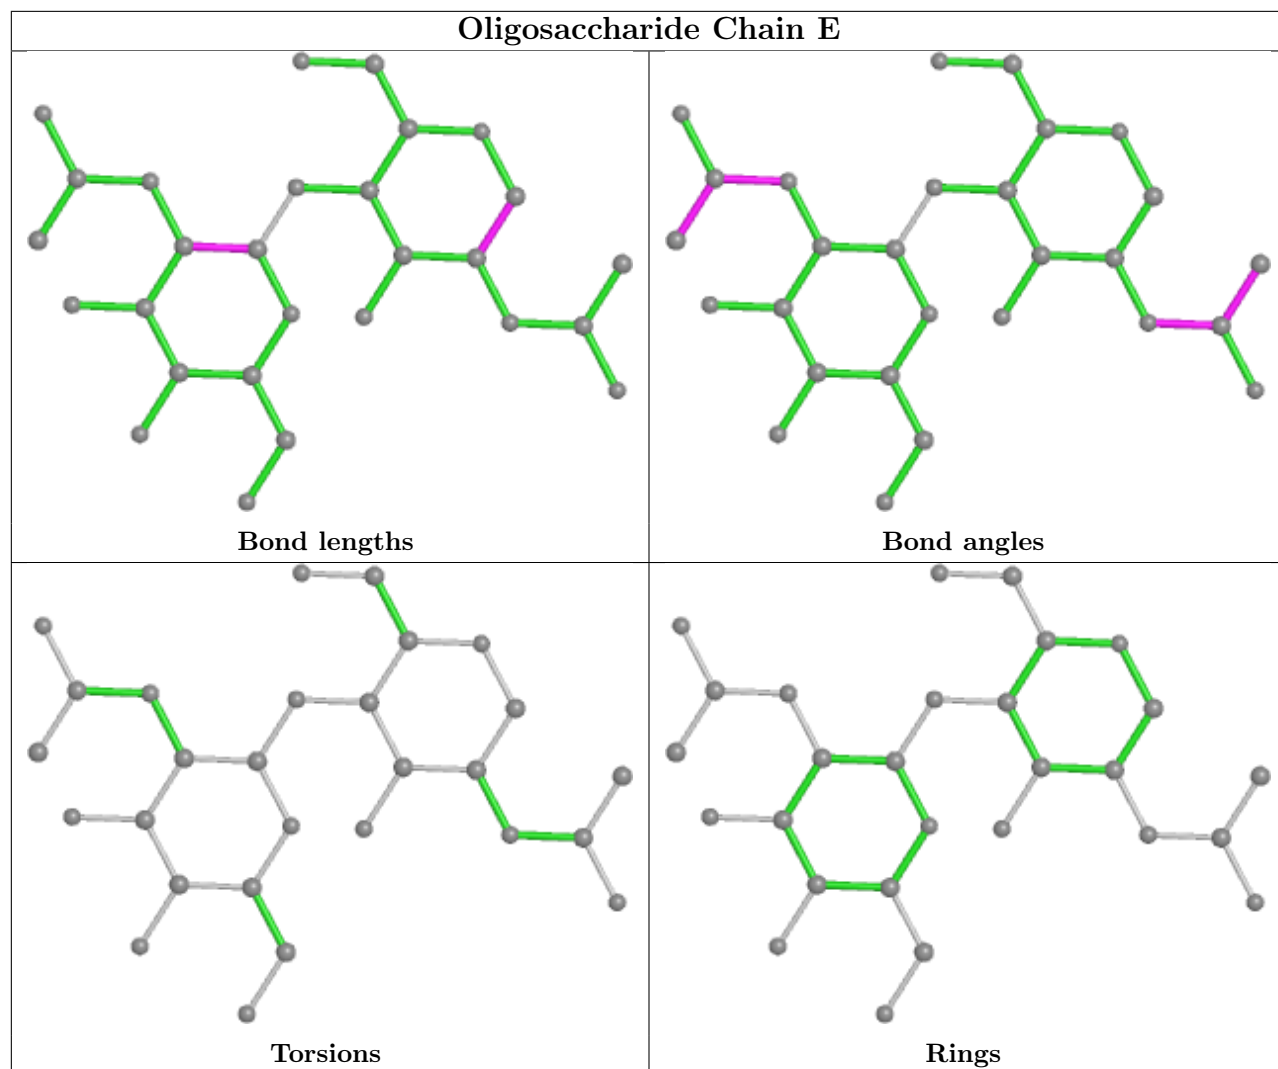 Oligosaccharide Chain E
Bond lengths
Bond angles
Torsions
Rings